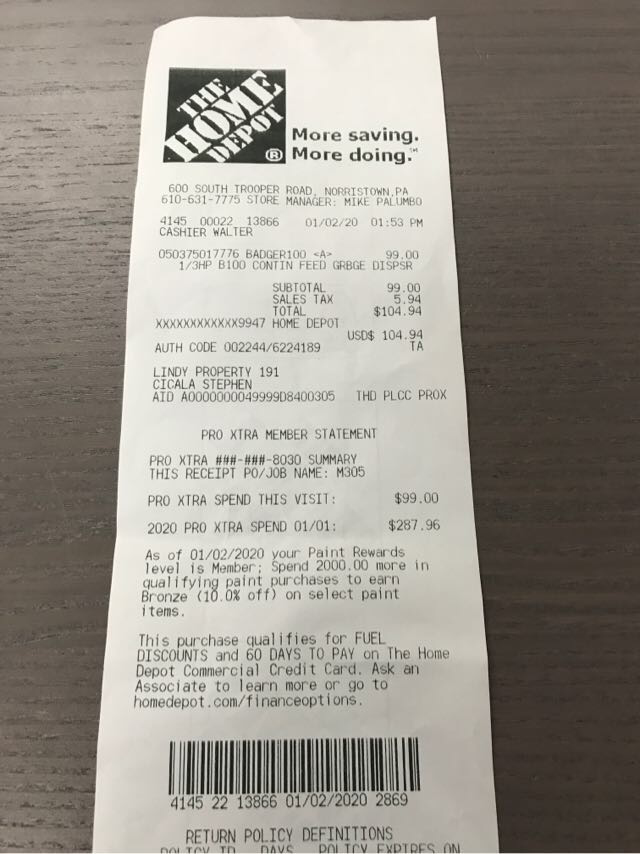 THE
HOME
DEPOT
®
More saving.
More doing.℠
600 SOUTH TROOPER ROAD, NORRISTOWN,PA
610-631-7775 STORE MANAGER: MIKE PALUMBO
4145 00022 13866 01/02/20 01:53 PM
CASHIER WALTER
050375017776 BADGER100 <A> 99.00
1/3HP B100 CONTIN FEED GRBGE DISPSR
SUBTOTAL 99.00
SALES TAX 5.94
TOTAL $104.94
XXXXXXXXXXXX9947 HOME DEPOT
USD$ 104.94
AUTH CODE 002244/6224189 TA
LINDY PROPERTY 191
CICALA STEPHEN
AID A0000000049999D8400305 THD PLCC PROX
PRO XTRA MEMBER STATEMENT
PRO XTRA ###-###-8030 SUMMARY
THIS RECEIPT PO/JOB NAME: M305
PRO XTRA SPEND THIS VISIT: $99.00
2020 PRO XTRA SPEND 01/01: $287.96
As of 01/02/2020 your Paint Rewards
level is Member; Spend 2000.00 more in
qualifying paint purchases to earn
Bronze (10.0% off) on select paint
items.
This purchase qualifies for FUEL
DISCOUNTS and 60 DAYS TO PAY on The Home
Depot Commercial Credit Card. Ask an
Associate to learn more or go to
homedepot.com/financeoptions.
4145 22 13866 01/02/2020 2869
RETURN POLICY DEFINITIONS
POLICY ID DAYS POLICY EXPIRES ON